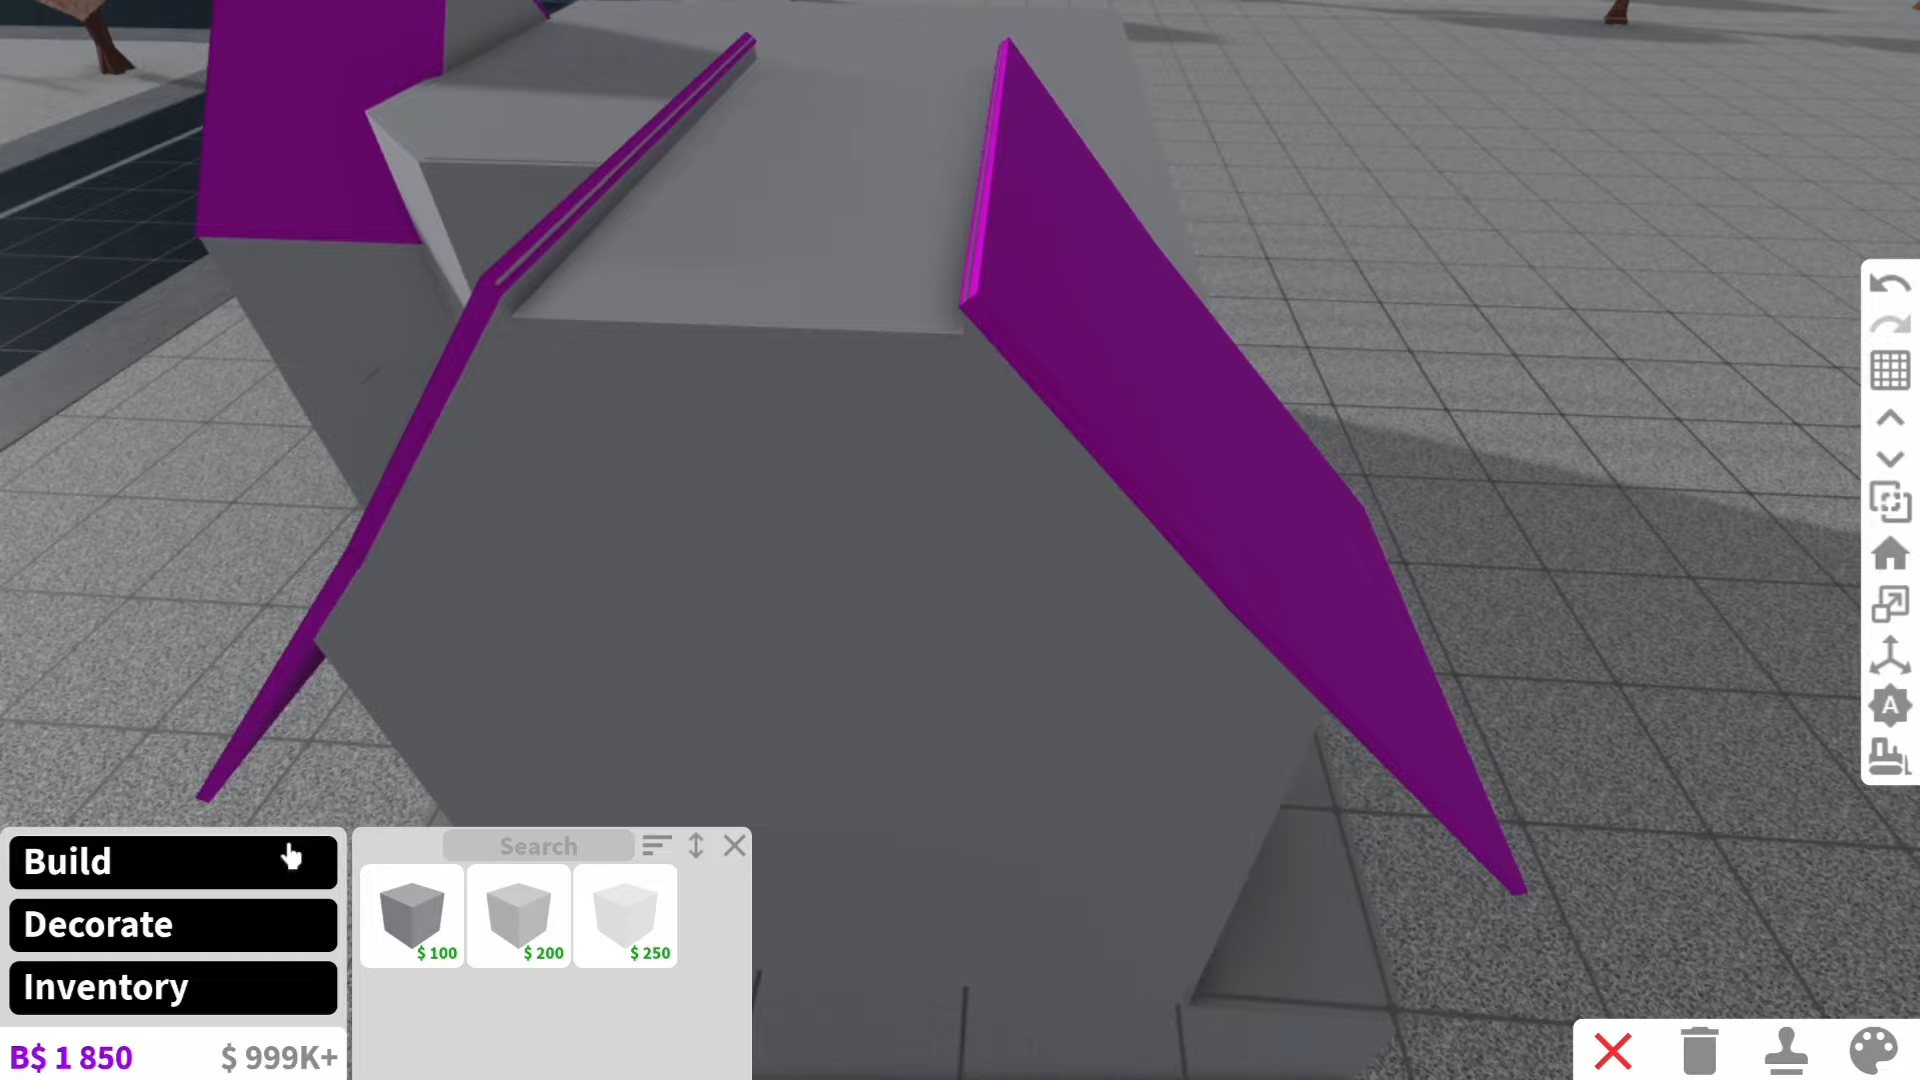 Build
Search
$ 100
$ 200
$ 250
Decorate
Inventory
B$ 1 850
$ 999K+
A